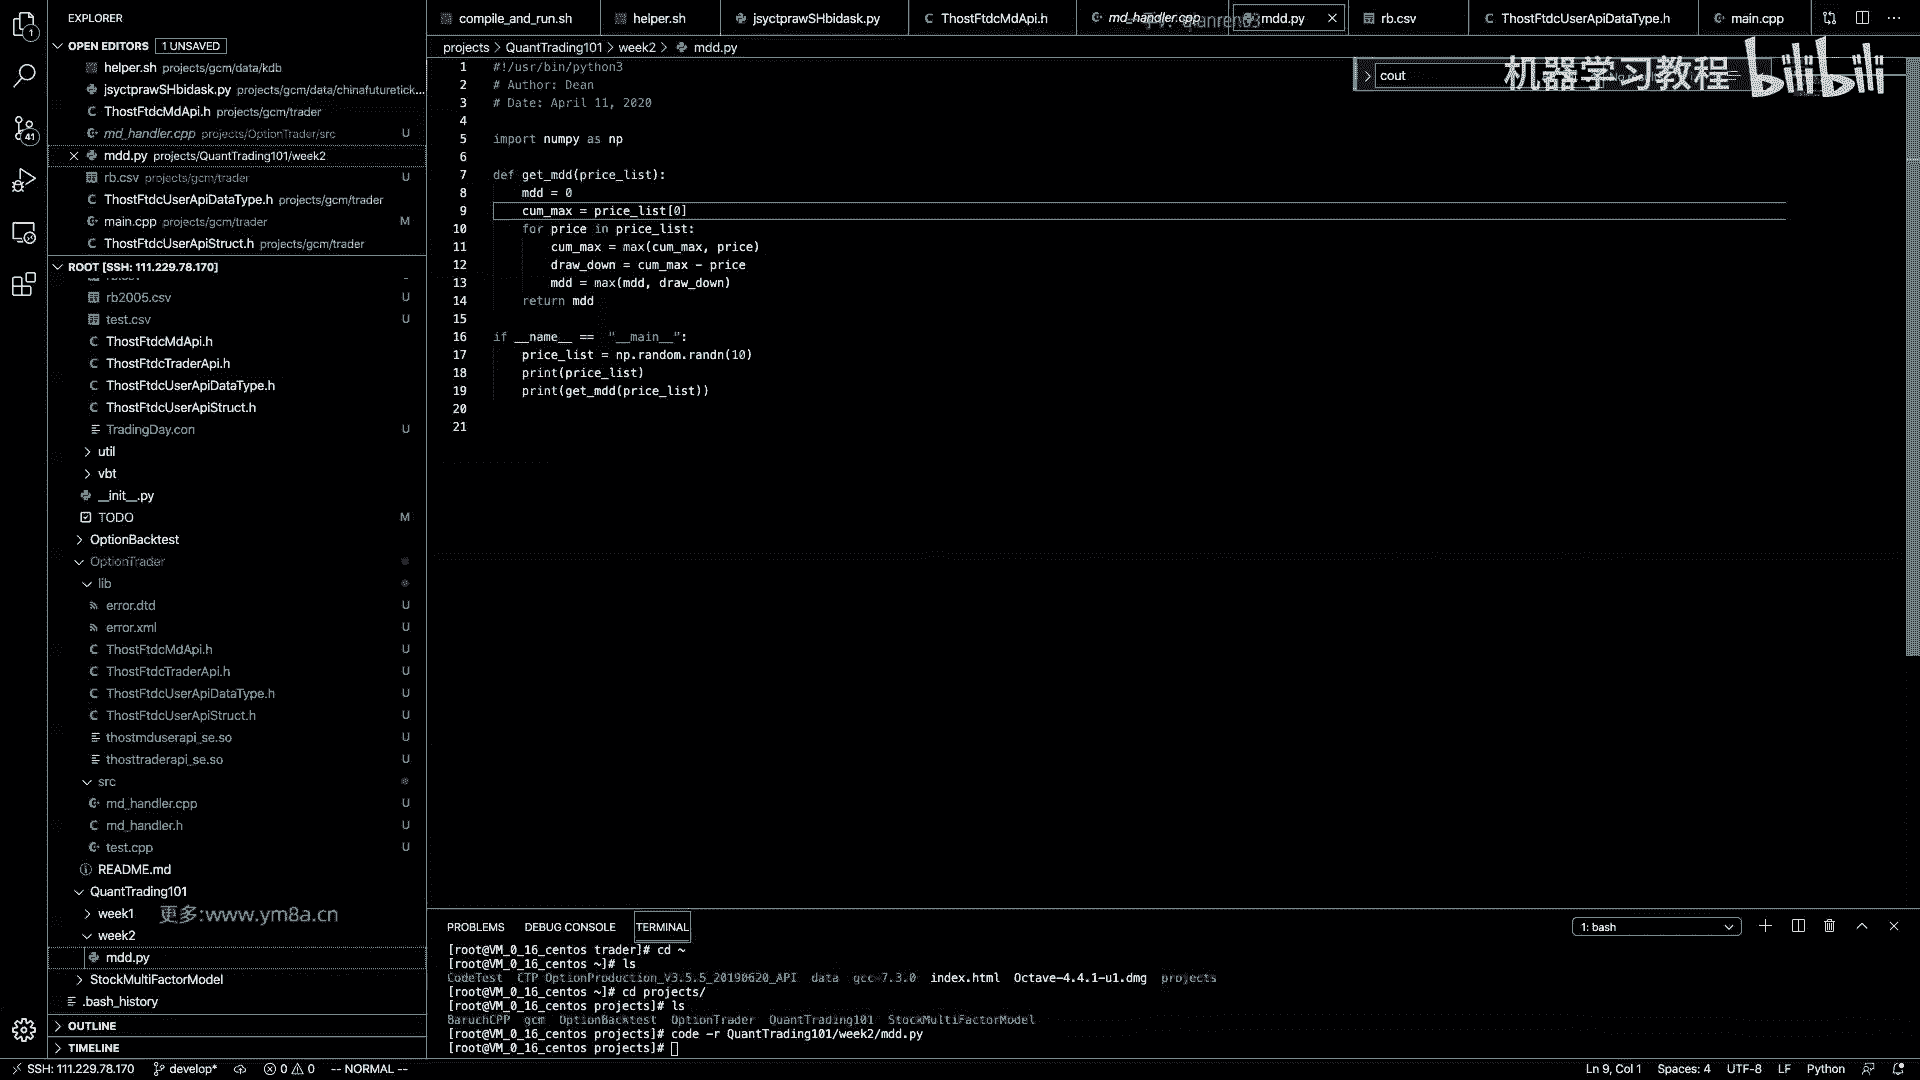 EXPLORER
OPEN EDITORS 1 UNSAVED
helper.sh projects/gcm/data/kdb
jsyctprawSHbidask.py projects/gcm/data/chinafuturetick...
ThostFtdcMdApi.h projects/gcm/trader
md_handler.cpp projects/OptionTrader/src U
mdd.py projects/QuantTrading101/week2
rb.csv projects/gcm/trader U
ThostFtdcUserApiDataType.h projects/gcm/trader
main.cpp projects/gcm/trader M
ThostFtdcUserApiStruct.h projects/gcm/trader
ROOT [SSH: 111.229.78.170]
rb2005.csv U
test.csv U
ThostFtdcMdApi.h
ThostFtdcTraderApi.h
ThostFtdcUserApiDataType.h
ThostFtdcUserApiStruct.h
TradingDay.con U
util
vbt
__init__.py
TODO M
OptionBacktest
OptionTrader
lib
error.dtd U
error.xml U
ThostFtdcMdApi.h U
ThostFtdcTraderApi.h U
ThostFtdcUserApiDataType.h U
ThostFtdcUserApiStruct.h U
thostmduserapi_se.so U
thosttraderapi_se.so U
src
md_handler.cpp U
md_handler.h U
test.cpp U
README.md
QuantTrading101
week1 更多:www.ym8a.cn
week2
mdd.py
StockMultiFactorModel
.bash_history
OUTLINE
TIMELINE
compile_and_run.sh helper.sh jsyctprawSHbidask.py ThostFtdcMdApi.h md_handler.cpp mdd.py rb.csv ThostFtdcUserApiDataType.h main.cpp
projects > QuantTrading101 > week2 > mdd.py
cout
机器学习教程 bilibili
1 #!/usr/bin/python3
2 # Author: Dean
3 # Date: April 11, 2020
4
5 import numpy as np
6
7 def get_mdd(price_list):
8 mdd = 0
9 cum_max = price_list[0]
10 for price in price_list:
11 cum_max = max(cum_max, price)
12 draw_down = cum_max - price
13 mdd = max(mdd, draw_down)
14 return mdd
15
16 if __name__ == "__main__":
17 price_list = np.random.randn(10)
18 print(price_list)
19 print(get_mdd(price_list))
20
21
PROBLEMS DEBUG CONSOLE TERMINAL 1: bash
[root@VM_0_16_centos trader]# cd ~
[root@VM_0_16_centos ~]# ls
CodeTest CTP OptionProduction_V3.5.5_20190620_API data gcc-7.3.0 index.html Octave-4.4.1-u1.dmg projects
[root@VM_0_16_centos ~]# cd projects/
[root@VM_0_16_centos projects]# ls
BaruchCPP gcm OptionBacktest OptionTrader QuantTrading101 StockMultiFactorModel
[root@VM_0_16_centos projects]# code -r QuantTrading101/week2/mdd.py
[root@VM_0_16_centos projects]#
SSH: 111.229.78.170 develop* 0 0 -- NORMAL -- Ln 9, Col 1 Spaces: 4 UTF-8 LF Python